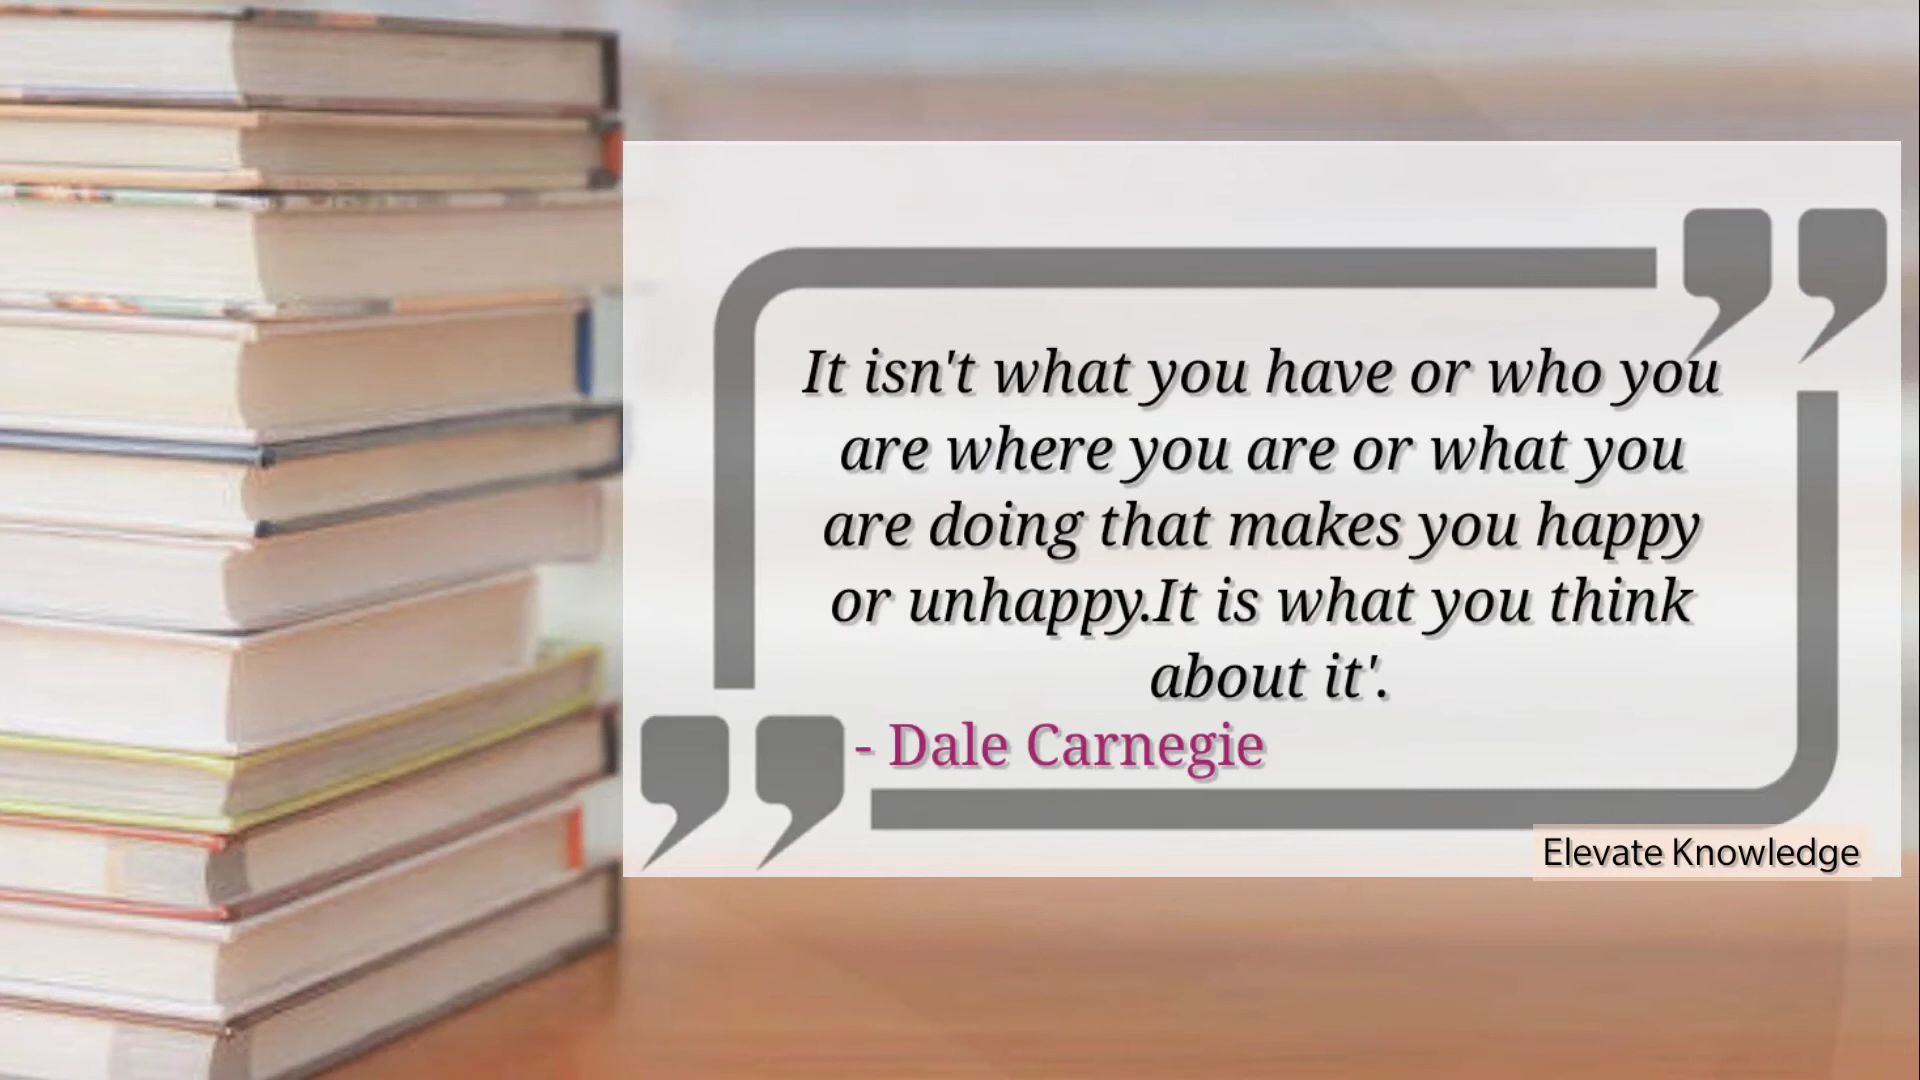 It isn't what you have or who you
are where you are or what you
are doing that makes you happy
or unhappy.It is what you think
about it'.
- Dale Carnegie
Elevate Knowledge